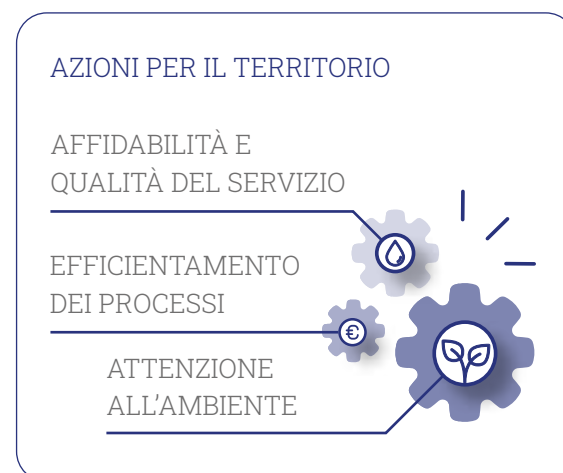 AZIONI PER IL TERRITORIO
AFFIDABILITÀ E
QUALITÀ DEL SERVIZIO
EFFICIENTAMENTO
DEI PROCESSI
€
ATTENZIONE
ALL'AMBIENTE